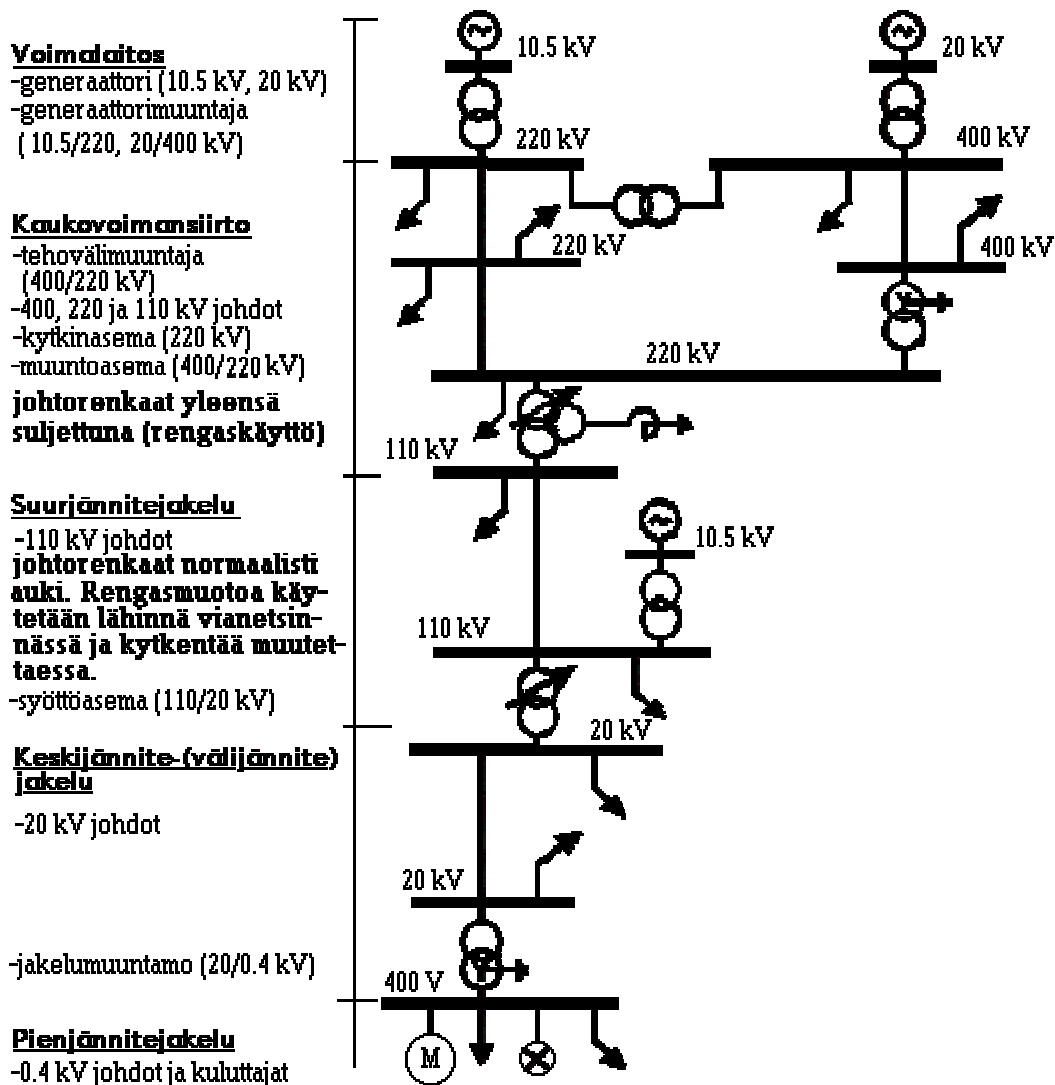 Voimalaitos
-generaattori (10.5 kV, 20 kV)
-generaattorimuuntaja
( 10.5/220, 20/400 kV)
Kaukovoimansiirto
-tehovälimuuntaja
(400/220 kV)
-400, 220 ja 110 kV johdot
-kytkinasema (220 kV)
-muuntoasema (400/220 kV)
johtorenkaat yleensä
suljettuna (rengaskäyttö)
Suurjännitejakelu
-110 kV johdot
johtorenkaat normaalisti
auki. Rengasmuotoa käy-
tetään lähinnä vianetsin-
nässä ja kytkentää muutet-
taessa.
-syöttöasema (110/20 kV)
Keskijännite-(välijännite)
jakelu
-20 kV johdot
-jakelumuuntamo (20/0.4 kV)
Pienjännitejakelu
-0.4 kV johdot ja kuluttajat
10.5 kV
20 kV
220 kV
400 kV
220 kV
400 kV
Y
220 kV
110 kV
10.5 kV
110 kV
20 kV
20 kV
Y
400 V
M